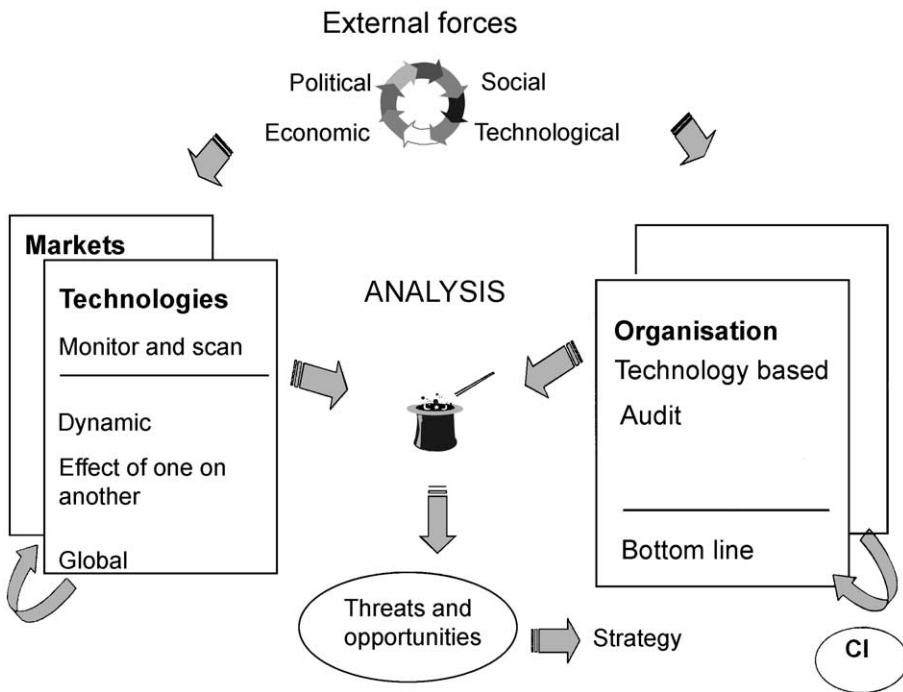 External forces
Political
Social
Economic
Technological
Markets
Technologies
Monitor and scan
Dynamic
Effect of one on
another
Global
ANALYSIS
Organisation
Technology based
Audit
Bottom line
Threats and
opportunities
Strategy
CI